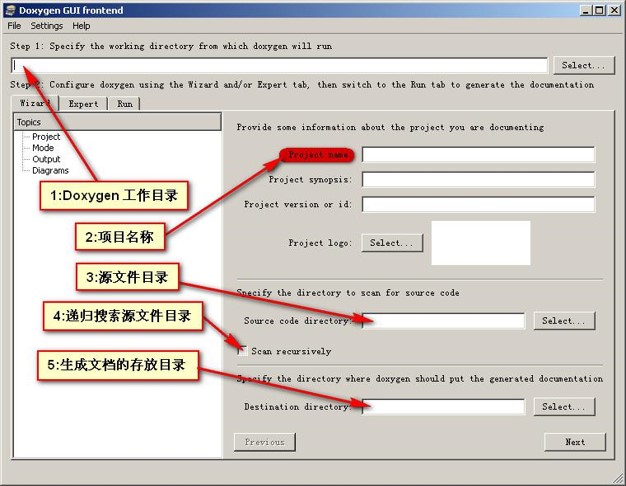 Doxygen GUI frontend
File Settings Help
Step 1: Specify the working directory from which doxygen will run
Select...
Step 2: Configure doxygen using the Wizard and/or Expert tab, then switch to the Run tab to generate the documentation
Wizard Expert Run
Topics
Project
Mode
Output
Diagrams
1:Doxygen 工作目录
2:项目名称
3:源文件目录
4:递归搜索源文件目录
5:生成文档的存放目录
Provide some information about the project you are documenting
Project name
Project synopsis:
Project version or id:
Project logo: Select...
Specify the directory to scan for source code
Source code directory: Select...
Scan recursively
Specify the directory where doxygen should put the generated documentation
Destination directory: Select...
Previous Next